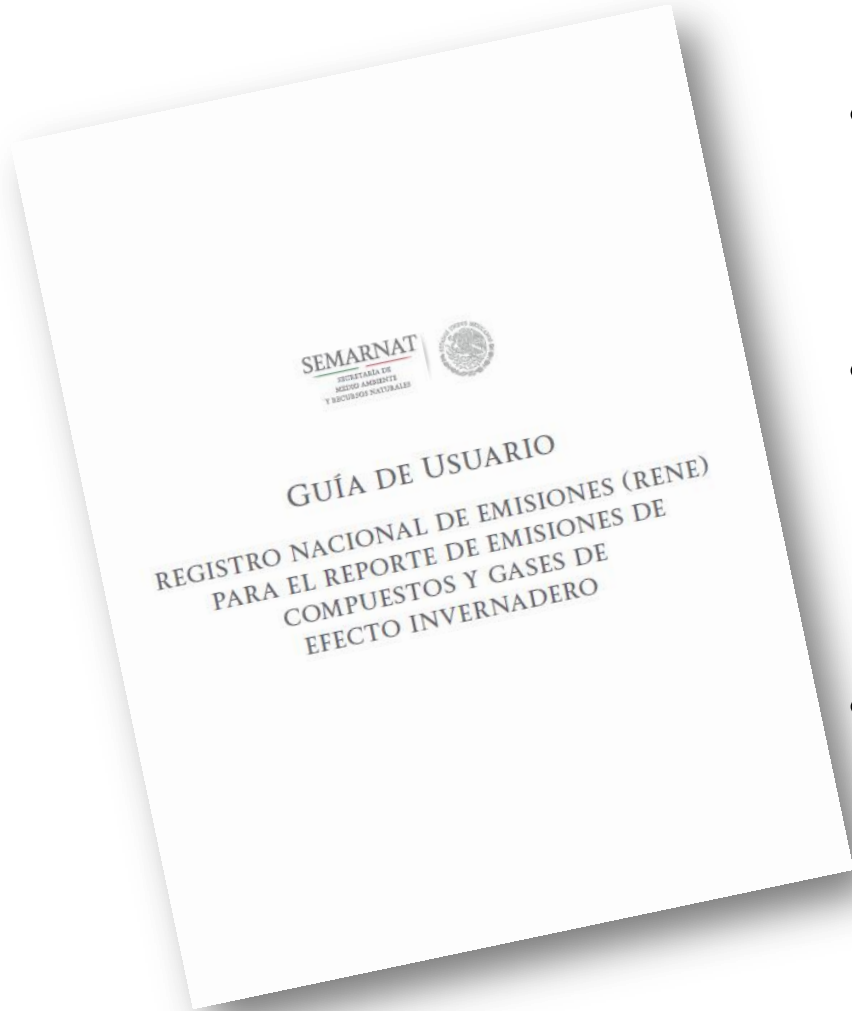 SEMARNAT
SECRETARÍA DE
MEDIO AMBIENTE
Y RECURSOS NATURALES
GUÍA DE USUARIO
REGISTRO NACIONAL DE EMISIONES (RENE)
PARA EL REPORTE DE EMISIONES DE
COMPUESTOS Y GASES DE
EFECTO INVERNADERO